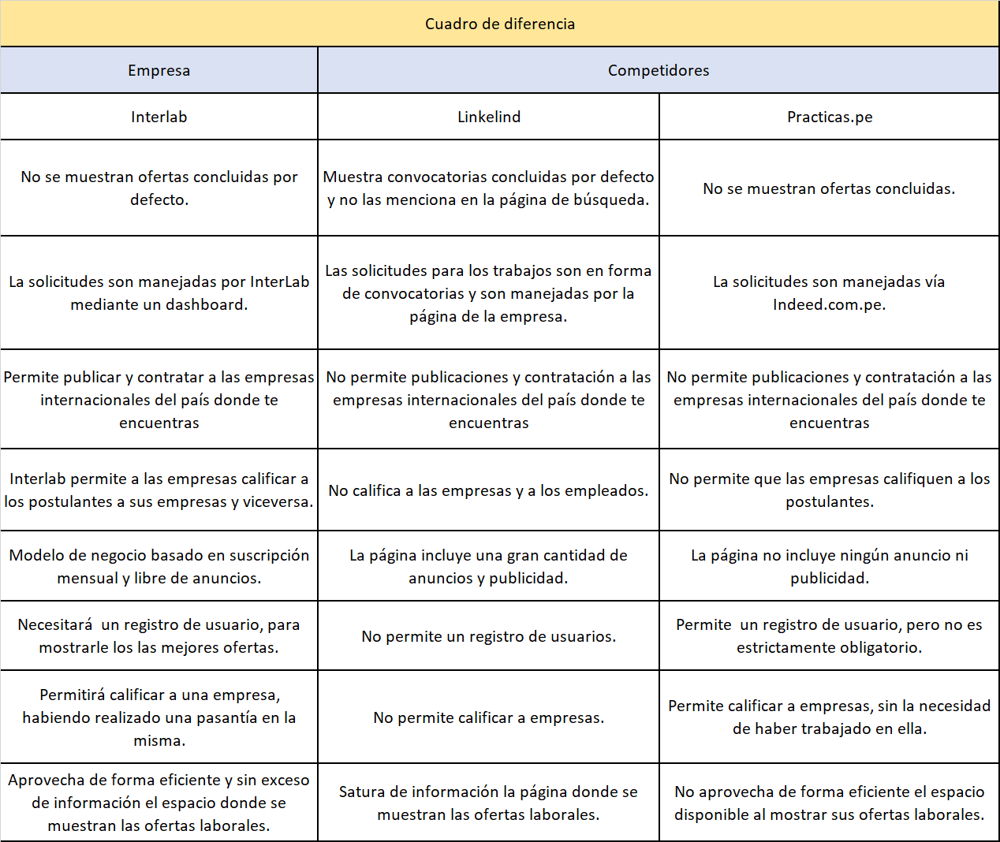 Cuadro de diferencia
Empresa
Competidores
Interlab
Linkelind
Practicas.pe
No se muestran ofertas concluidas por
defecto.
Muestra convocatorias concluidas por defecto
y no las menciona en la página de búsqueda.
No se muestran ofertas concluidas.
La solicitudes son manejadas por InterLab
mediante un dashboard.
Las solicitudes para los trabajos son en forma
de convocatorias y son manejadas por la
página de la empresa.
La solicitudes son manejadas vía
Indeed.com.pe.
Permite publicar y contratar a las empresas
internacionales del país donde te
encuentras
No permite publicaciones y contratación a las
empresas internacionales del país donde te
encuentras
No permite publicaciones y contratación a las
empresas internacionales del país donde te
encuentras
Interlab permite a las empresas calificar a
los postulantes a sus empresas y viceversa.
No califica a las empresas y a los empleados.
No permite que las empresas califiquen a los
postulantes.
Modelo de negocio basado en suscripción
mensual y libre de anuncios.
La página incluye una gran cantidad de
anuncios y publicidad.
La página no incluye ningún anuncio ni
publicidad.
Necesitará  un registro de usuario, para
mostrarle los las mejores ofertas.
No permite un registro de usuarios.
Permite  un registro de usuario, pero no es
estrictamente obligatorio.
Permitirá calificar a una empresa,
habiendo realizado una pasantía en la
misma.
No permite calificar a empresas.
Permite calificar a empresas, sin la necesidad
de haber trabajado en ella.
Aprovecha de forma eficiente y sin exceso
de información el espacio donde se
muestran las ofertas laborales.
Satura de información la página donde se
muestran las ofertas laborales.
No aprovecha de forma eficiente el espacio
disponible al mostrar sus ofertas laborales.